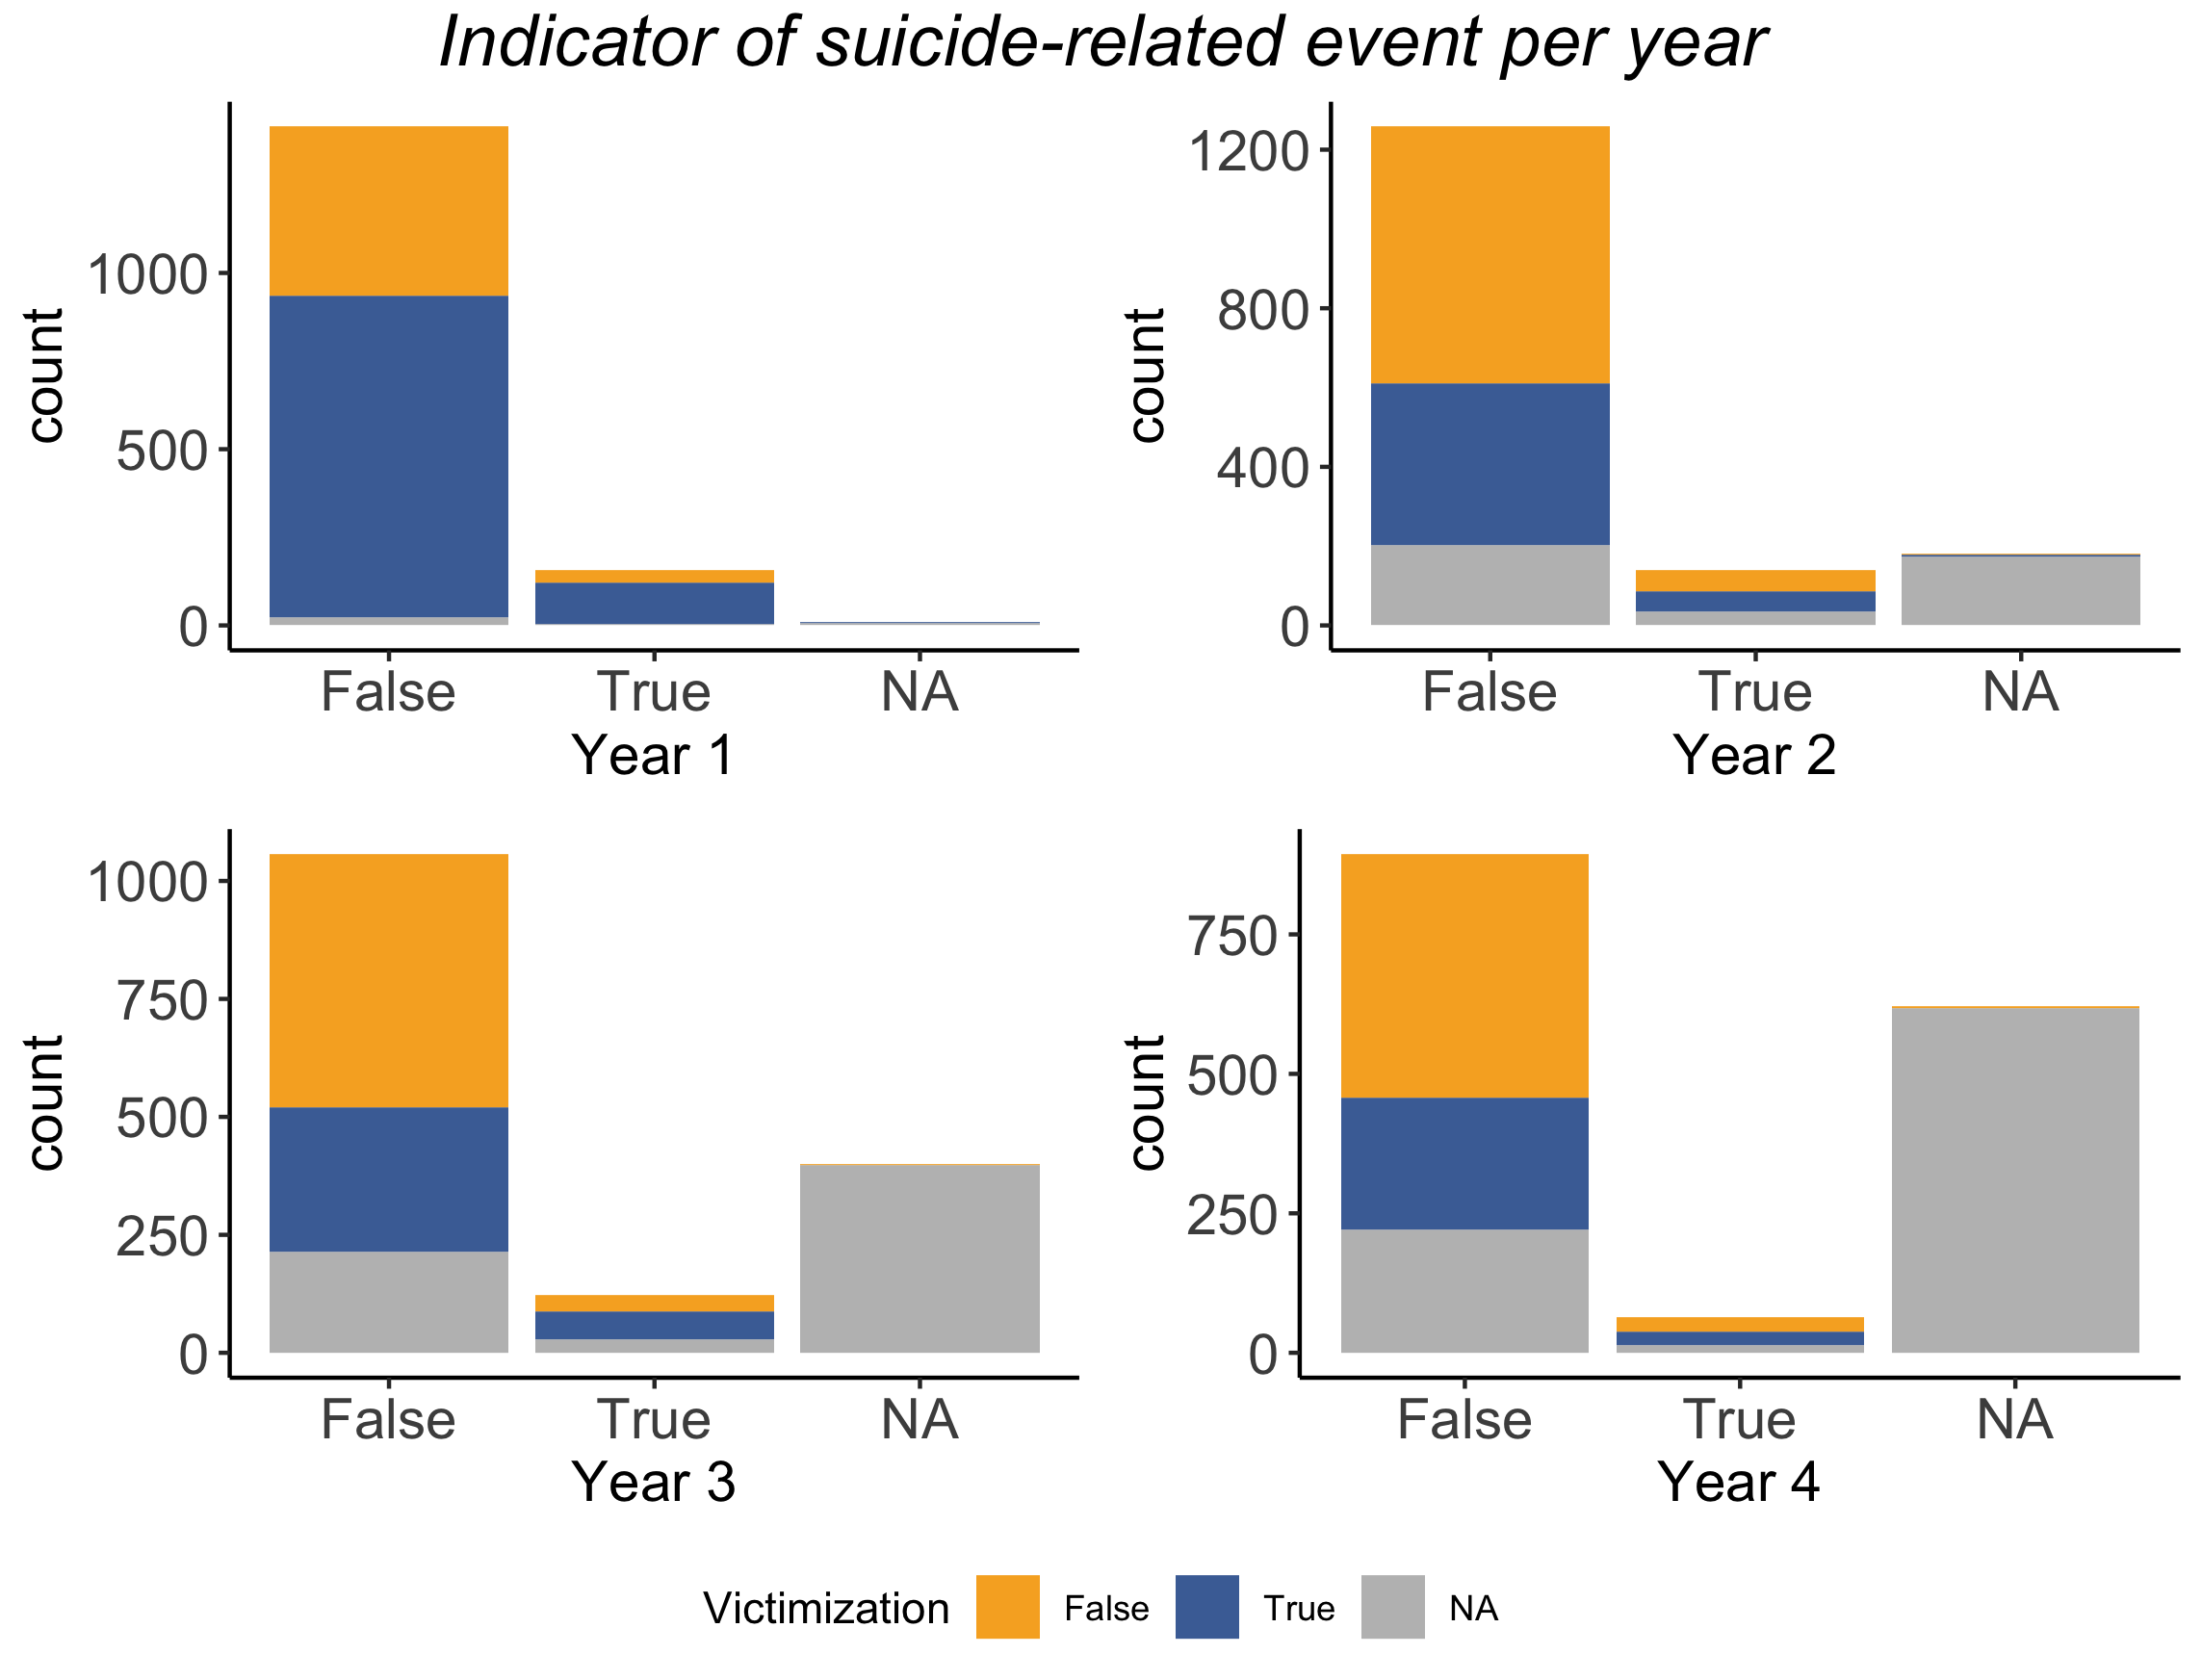 Indicator of suicide-related event per year
count
1000
500
0
False True NA
Year 1
count
1200
800
400
0
False True NA
Year 2
count
1000
750
500
250
0
False True NA
Year 3
count
750
500
250
0
False True NA
Year 4
Victimization False True NA